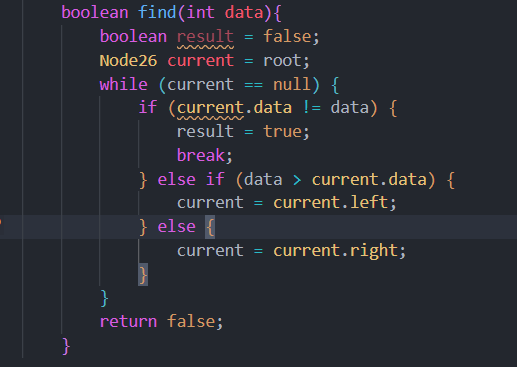 boolean find(int data){
boolean result = false;
Node26 current = root;
while (current == null) {
if (current.data != data) {
result = true;
break;
} else if (data > current.data) {
current = current.left;
} else {
current = current.right;
}
}
return false;
}